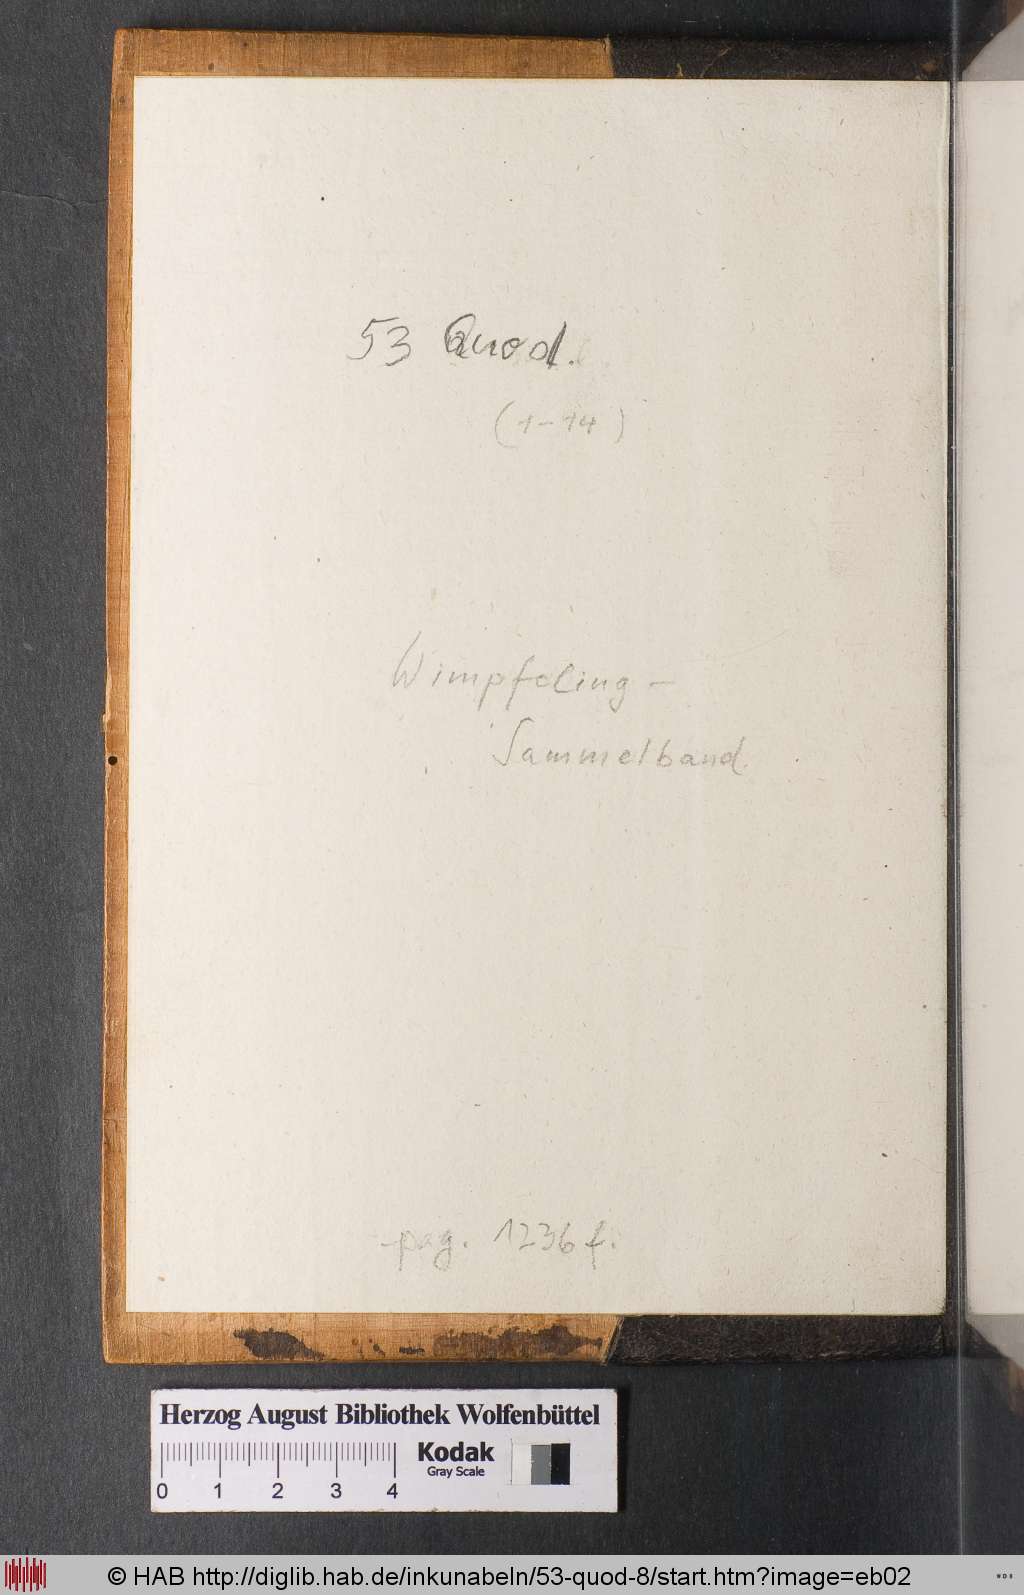 53 Quod.
(1-14)
Wimpfeling -
Sammelband.
pag. 1236 f.
Herzog August Bibliothek Wolfenbüttel
Kodak
Gray Scale
0 1 2 3 4
© HAB http://diglib.hab.de/inkunabeln/53-quod-8/start.htm?image=eb02